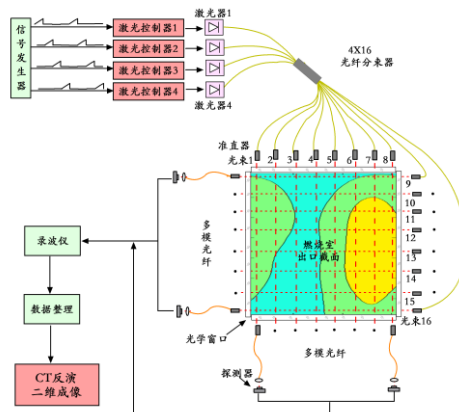 信号发生器
激光控制器1
激光控制器2
激光控制器3
激光控制器4
激光器1
激光器4
4X16
光纤分束器
准直器
光束1
2
3
4
5
6
7
8
9
10
11
12
13
14
15
光束16
多模光纤
燃烧室
出口截面
录波仪
数据整理
CT反演
二维成像
光学窗口
多模光纤
探测器